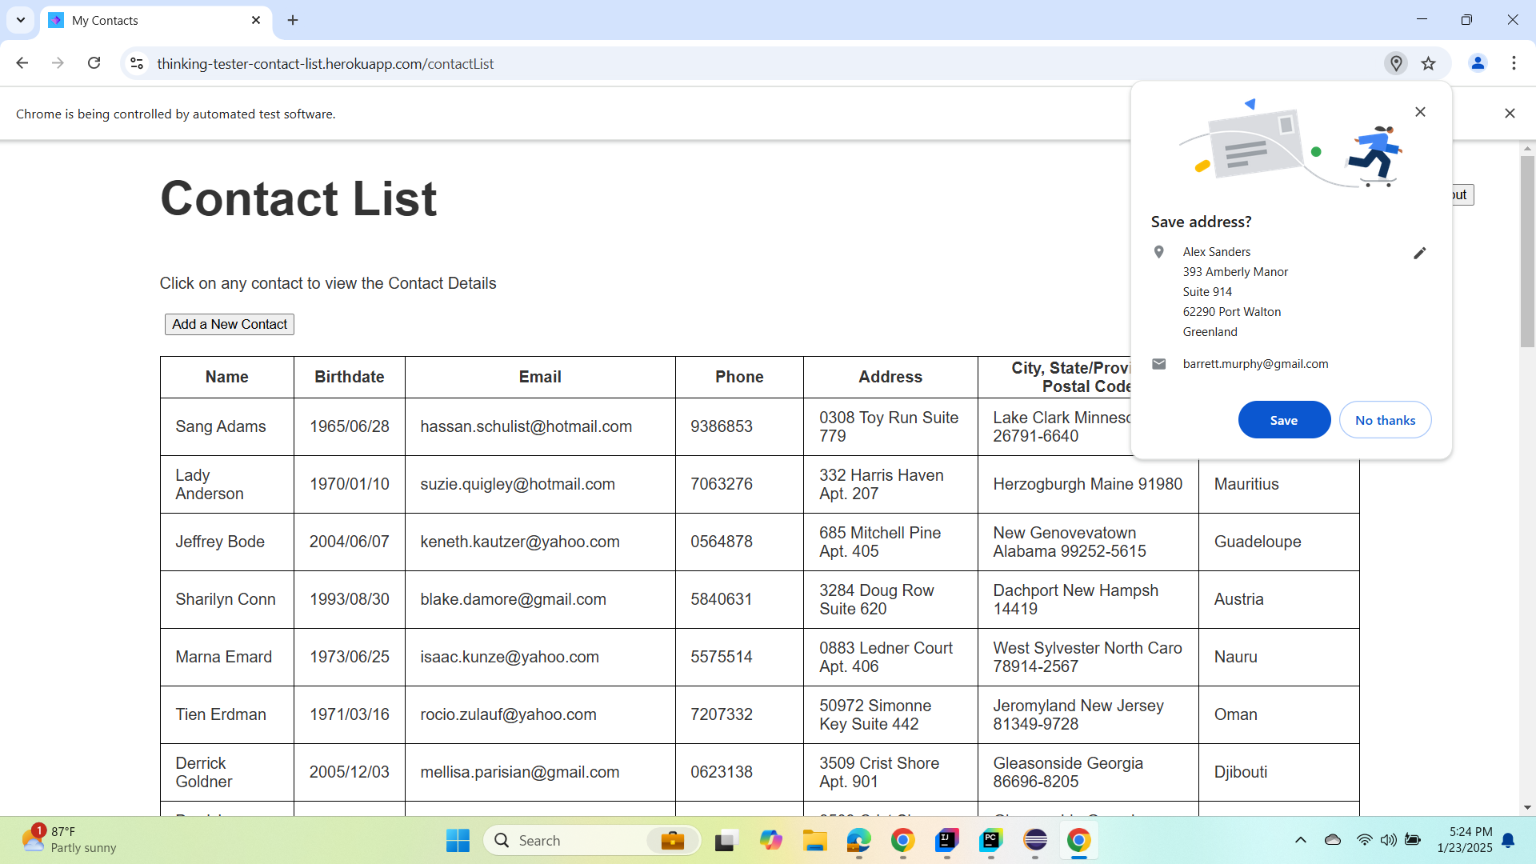 My Contacts
thinking-tester-contact-list.herokuapp.com/contactList
Chrome is being controlled by automated test software.
Contact List
Click on any contact to view the Contact Details
Add a New Contact
Name Birthdate Email Phone Address
City, State/Provi
Postal Code
Sang Adams 1965/06/28 hassan.schulist@hotmail.com 9386853
0308 Toy Run Suite
779
Lake Clark Minnes
26791-6640
Lady
Anderson
1970/01/10 suzie.quigley@hotmail.com 7063276
332 Harris Haven
Apt. 207
Herzogburgh Maine 91980 Mauritius
Jeffrey Bode 2004/06/07 keneth.kautzer@yahoo.com 0564878
685 Mitchell Pine
Apt. 405
New Genovevatown
Alabama 99252-5615
Guadeloupe
Sharilyn Conn 1993/08/30 blake.damore@gmail.com 5840631
3284 Doug Row
Suite 620
Dachport New Hampsh
14419
Austria
Marna Emard 1973/06/25 isaac.kunze@yahoo.com 5575514
0883 Ledner Court
Apt. 406
West Sylvester North Caro
78914-2567
Nauru
Tien Erdman 1971/03/16 rocio.zulauf@yahoo.com 7207332
50972 Simonne
Key Suite 442
Jeromyland New Jersey
81349-9728
Oman
Derrick
Goldner
2005/12/03 mellisa.parisian@gmail.com 0623138
3509 Crist Shore
Apt. 901
Gleasonside Georgia
86696-8205
Djibouti
out
Save address?
Alex Sanders
393 Amberly Manor
Suite 914
62290 Port Walton
Greenland
barrett.murphy@gmail.com
Save No thanks
1
87°F
Partly sunny
Search
IJ
PC
5:24 PM
1/23/2025